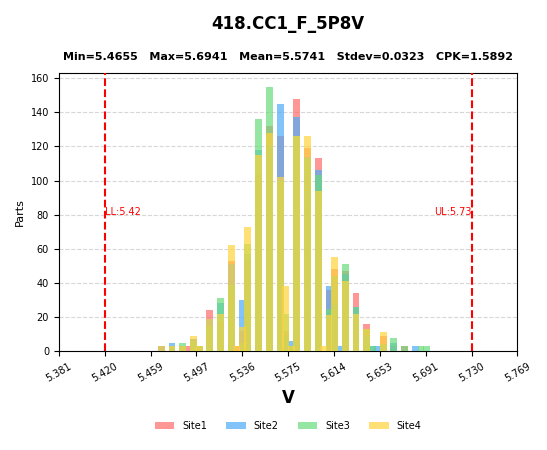 418.CC1_F_5P8V
Min=5.4655 Max=5.6941 Mean=5.5741 Stdev=0.0323 CPK=1.5892
160
140
120
100
80
60
40
20
0
Parts
LL:5.42
UL:5.73
5.381 5.420 5.459 5.497 5.536 5.575 5.614 5.653 5.691 5.730 5.769
V
Site1 Site2 Site3 Site4